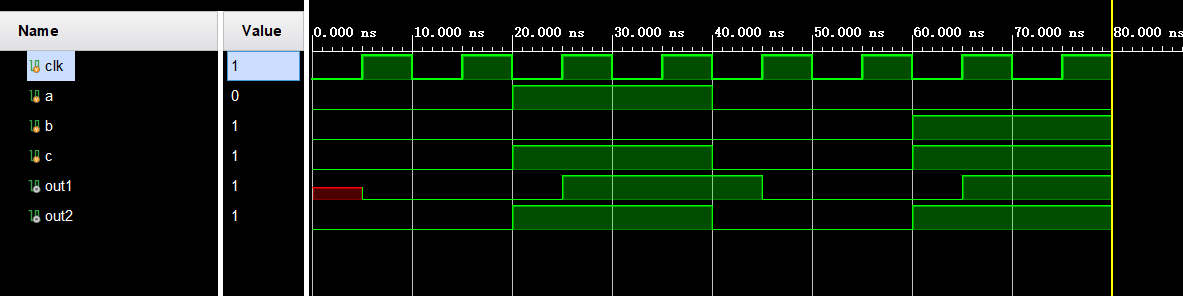 Name Value
0.000 ns 10.000 ns 20.000 ns 30.000 ns 40.000 ns 50.000 ns 60.000 ns 70.000 ns 80.000 ns
clk 1
a 0
b 1
c 1
out1 1
out2 1